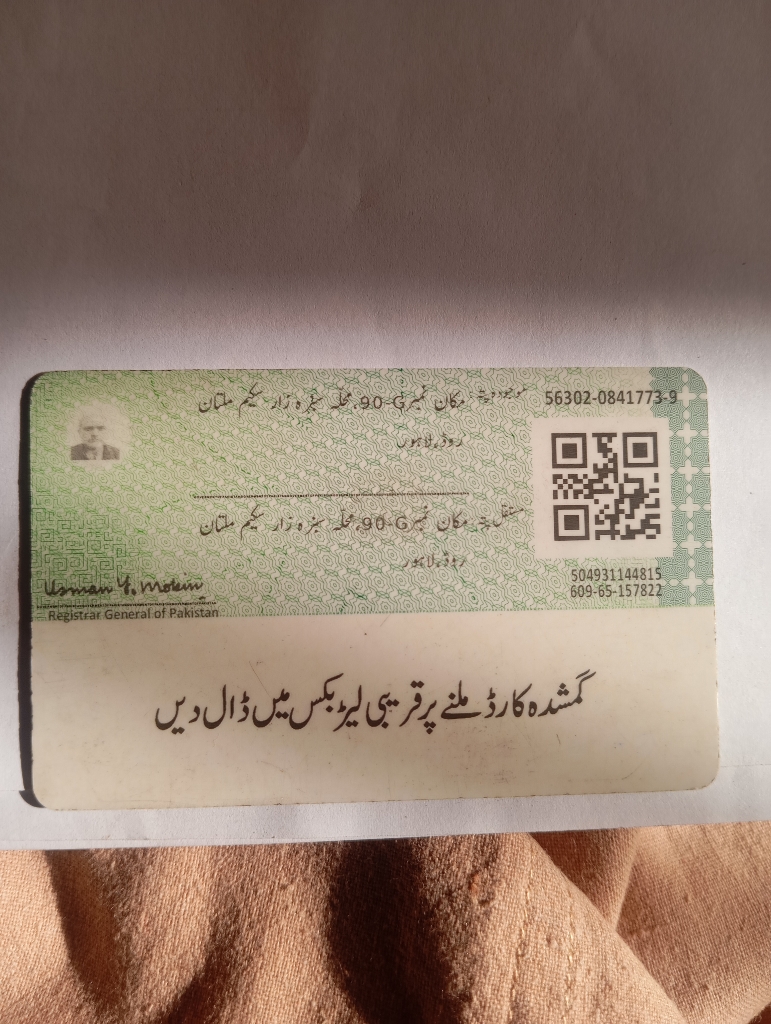 56302-0841773-9
موجودہ پتہ مکان نمبر 90-G، محلہ سبزہ زار سکیم ملتان
روڈ، لاہور
مستقل پتہ مکان نمبر 90-G، محلہ سبزہ زار سکیم ملتان
روڈ، لاہور
504931144815
609-65-157822
Usman Y. Mobin
Registrar General of Pakistan
گمشدہ کارڈ ملنے پر قریبی لیٹر بکس میں ڈال دیں